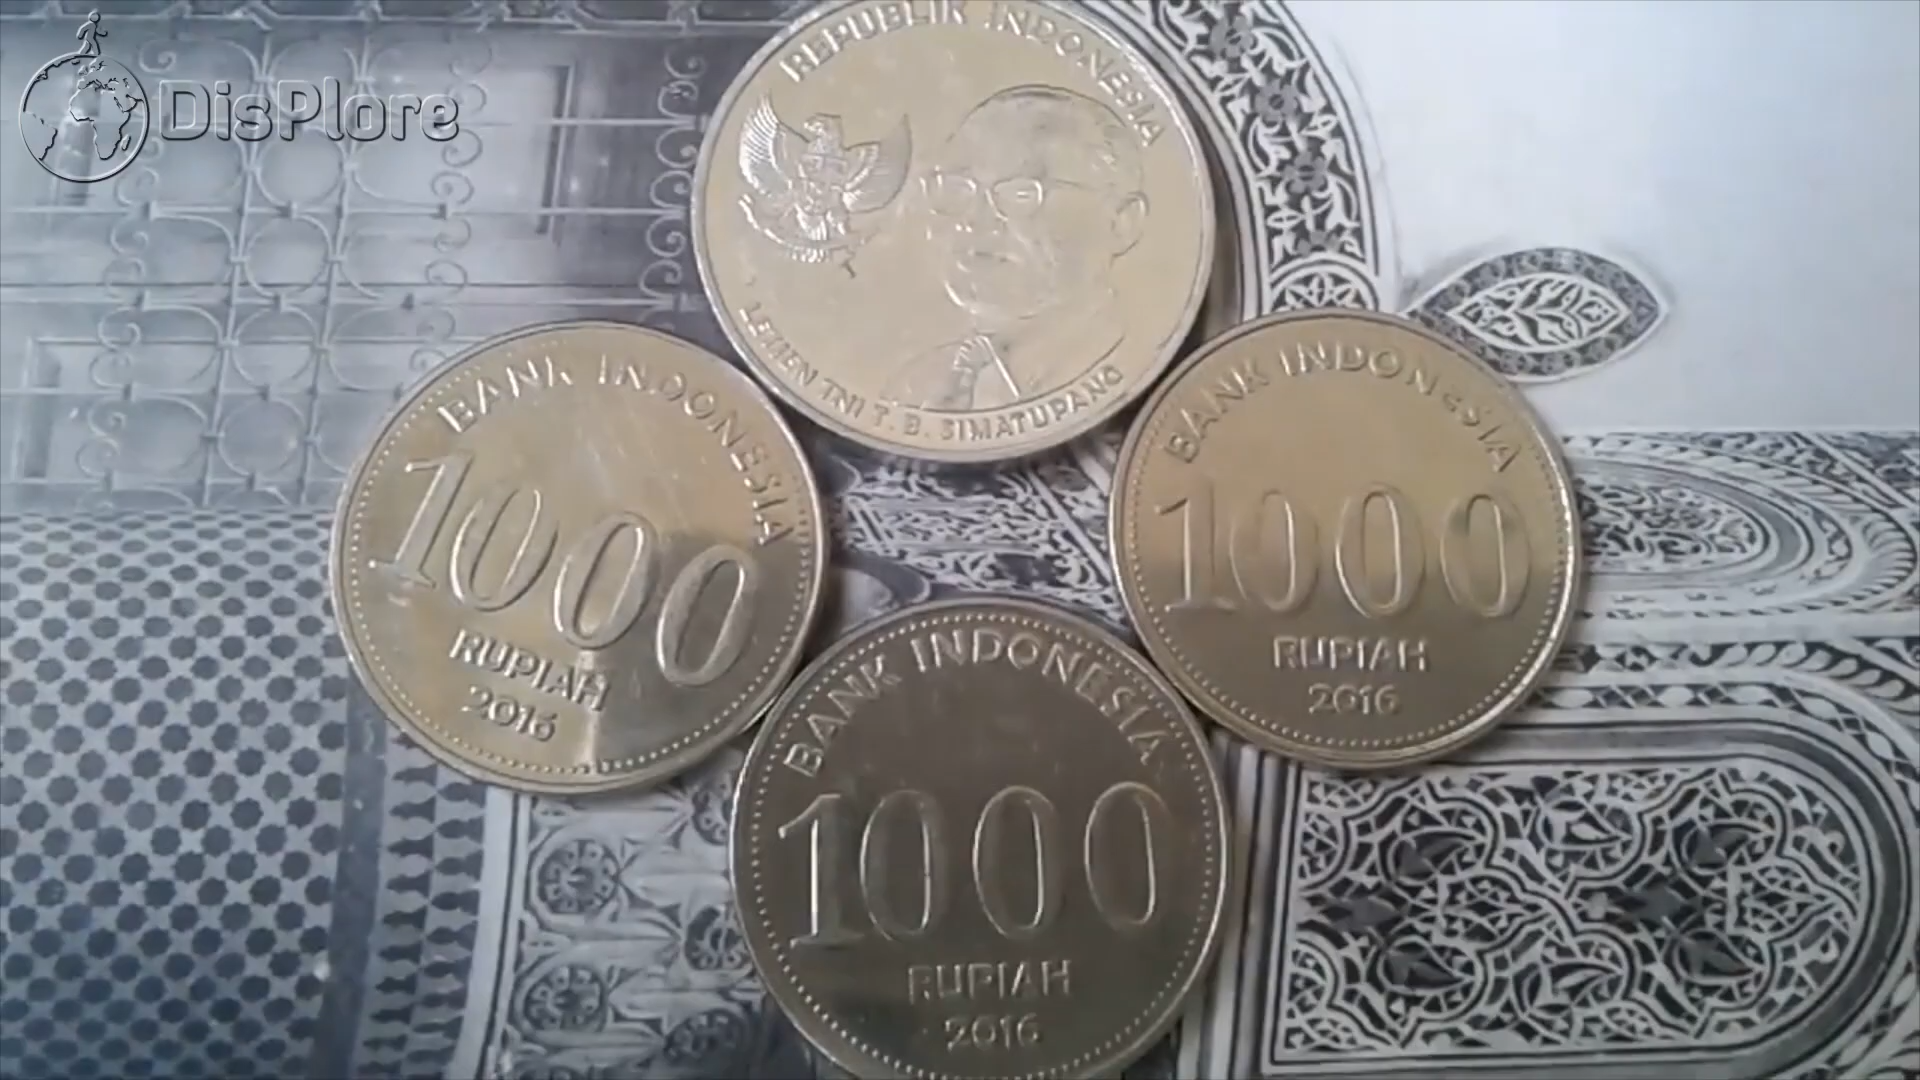 DisPlore
REPUBLIK INDONESIA
LETJEN TNI T. B. SIMATUPANG
BANK INDONESIA
1000
RUPIAH
2016
BANK INDONESIA
1000
RUPIAH
2016
BANK INDONESIA
1000
RUPIAH
2016